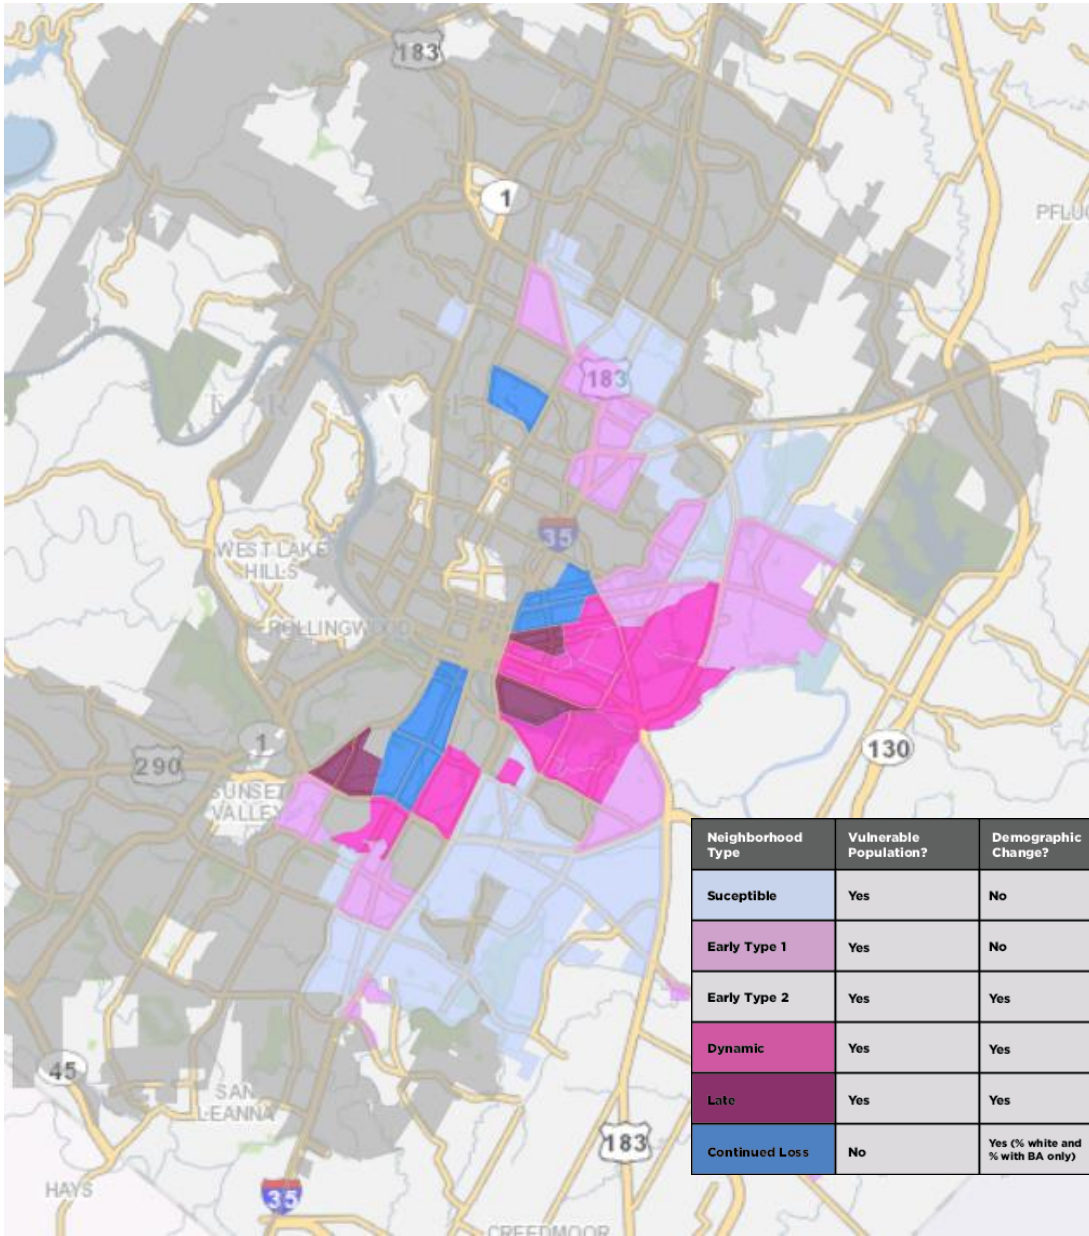 183
1
PFLU
TRAVIS
183
35
WEST LAKE
HILLS
ROLLINGWOOD
1
290
130
SUNSET
VALLEY
Neighborhood
Type
Vulnerable
Population?
Demographic
Change?
Suceptible
Yes
No
Early Type 1
Yes
No
Early Type 2
Yes
Yes
Dynamic
Yes
Yes
Late
Yes
Yes
Continued Loss
No
Yes (% white and
% with BA only)
45
SAN
LEANNA
183
HAYS
35
CREEDMOOR